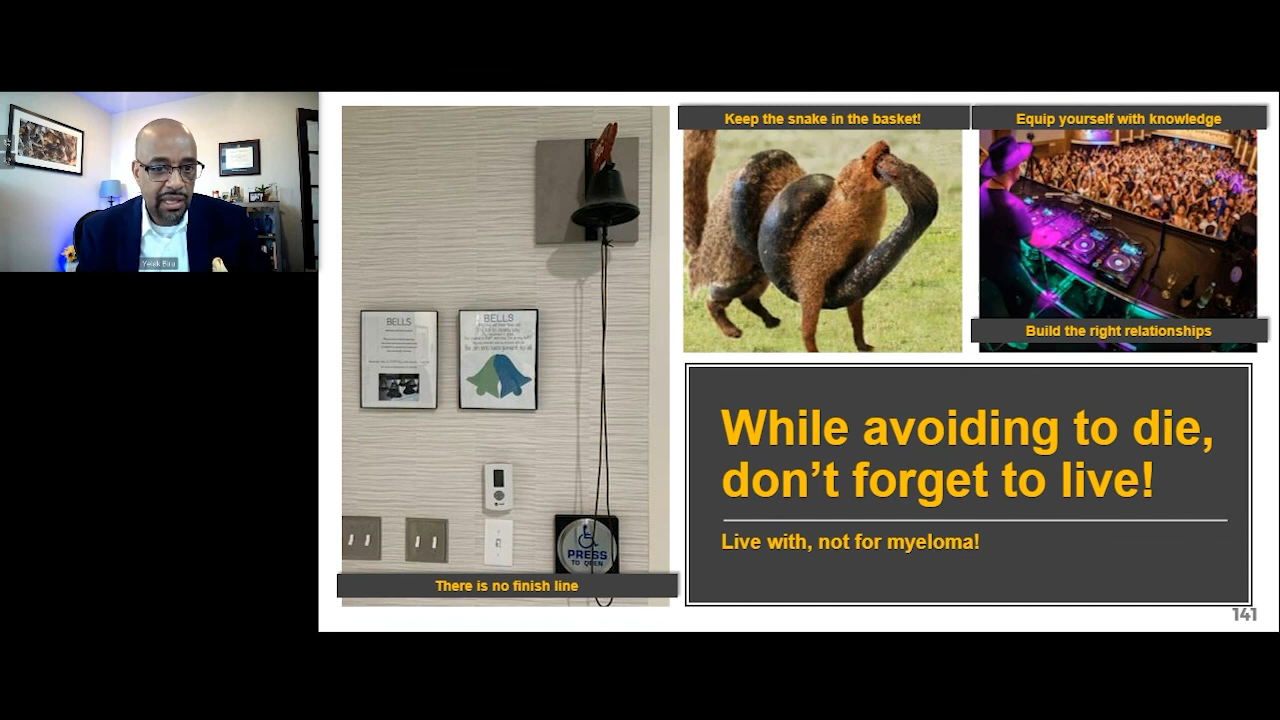 Yelak Biru
Keep the snake in the basket!
Equip yourself with knowledge
Build the right relationships
BELLS
BELLS
PRESS
TO OPEN
There is no finish line
While avoiding to die,
don’t forget to live!
Live with, not for myeloma!
141